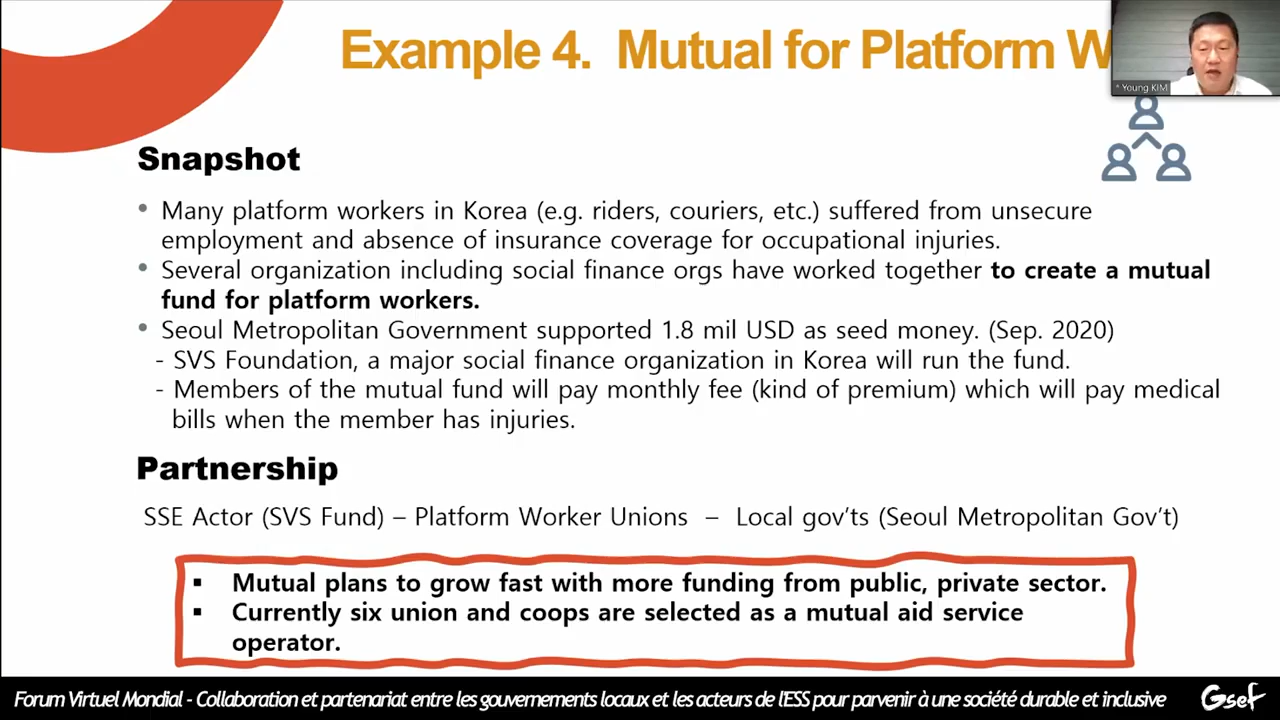 Example 4. Mutual for Platform W
* Young KIM
Snapshot
• Many platform workers in Korea (e.g. riders, couriers, etc.) suffered from unsecure
employment and absence of insurance coverage for occupational injuries.
• Several organization including social finance orgs have worked together to create a mutual
fund for platform workers.
• Seoul Metropolitan Government supported 1.8 mil USD as seed money. (Sep. 2020)
- SVS Foundation, a major social finance organization in Korea will run the fund.
- Members of the mutual fund will pay monthly fee (kind of premium) which will pay medical
bills when the member has injuries.
Partnership
SSE Actor (SVS Fund) – Platform Worker Unions – Local gov'ts (Seoul Metropolitan Gov't)
▪ Mutual plans to grow fast with more funding from public, private sector.
▪ Currently six union and coops are selected as a mutual aid service
operator.
Forum Virtuel Mondial - Collaboration et partenariat entre les gouvernements locaux et les acteurs de l'ESS pour parvenir à une société durable et inclusive
Gsef